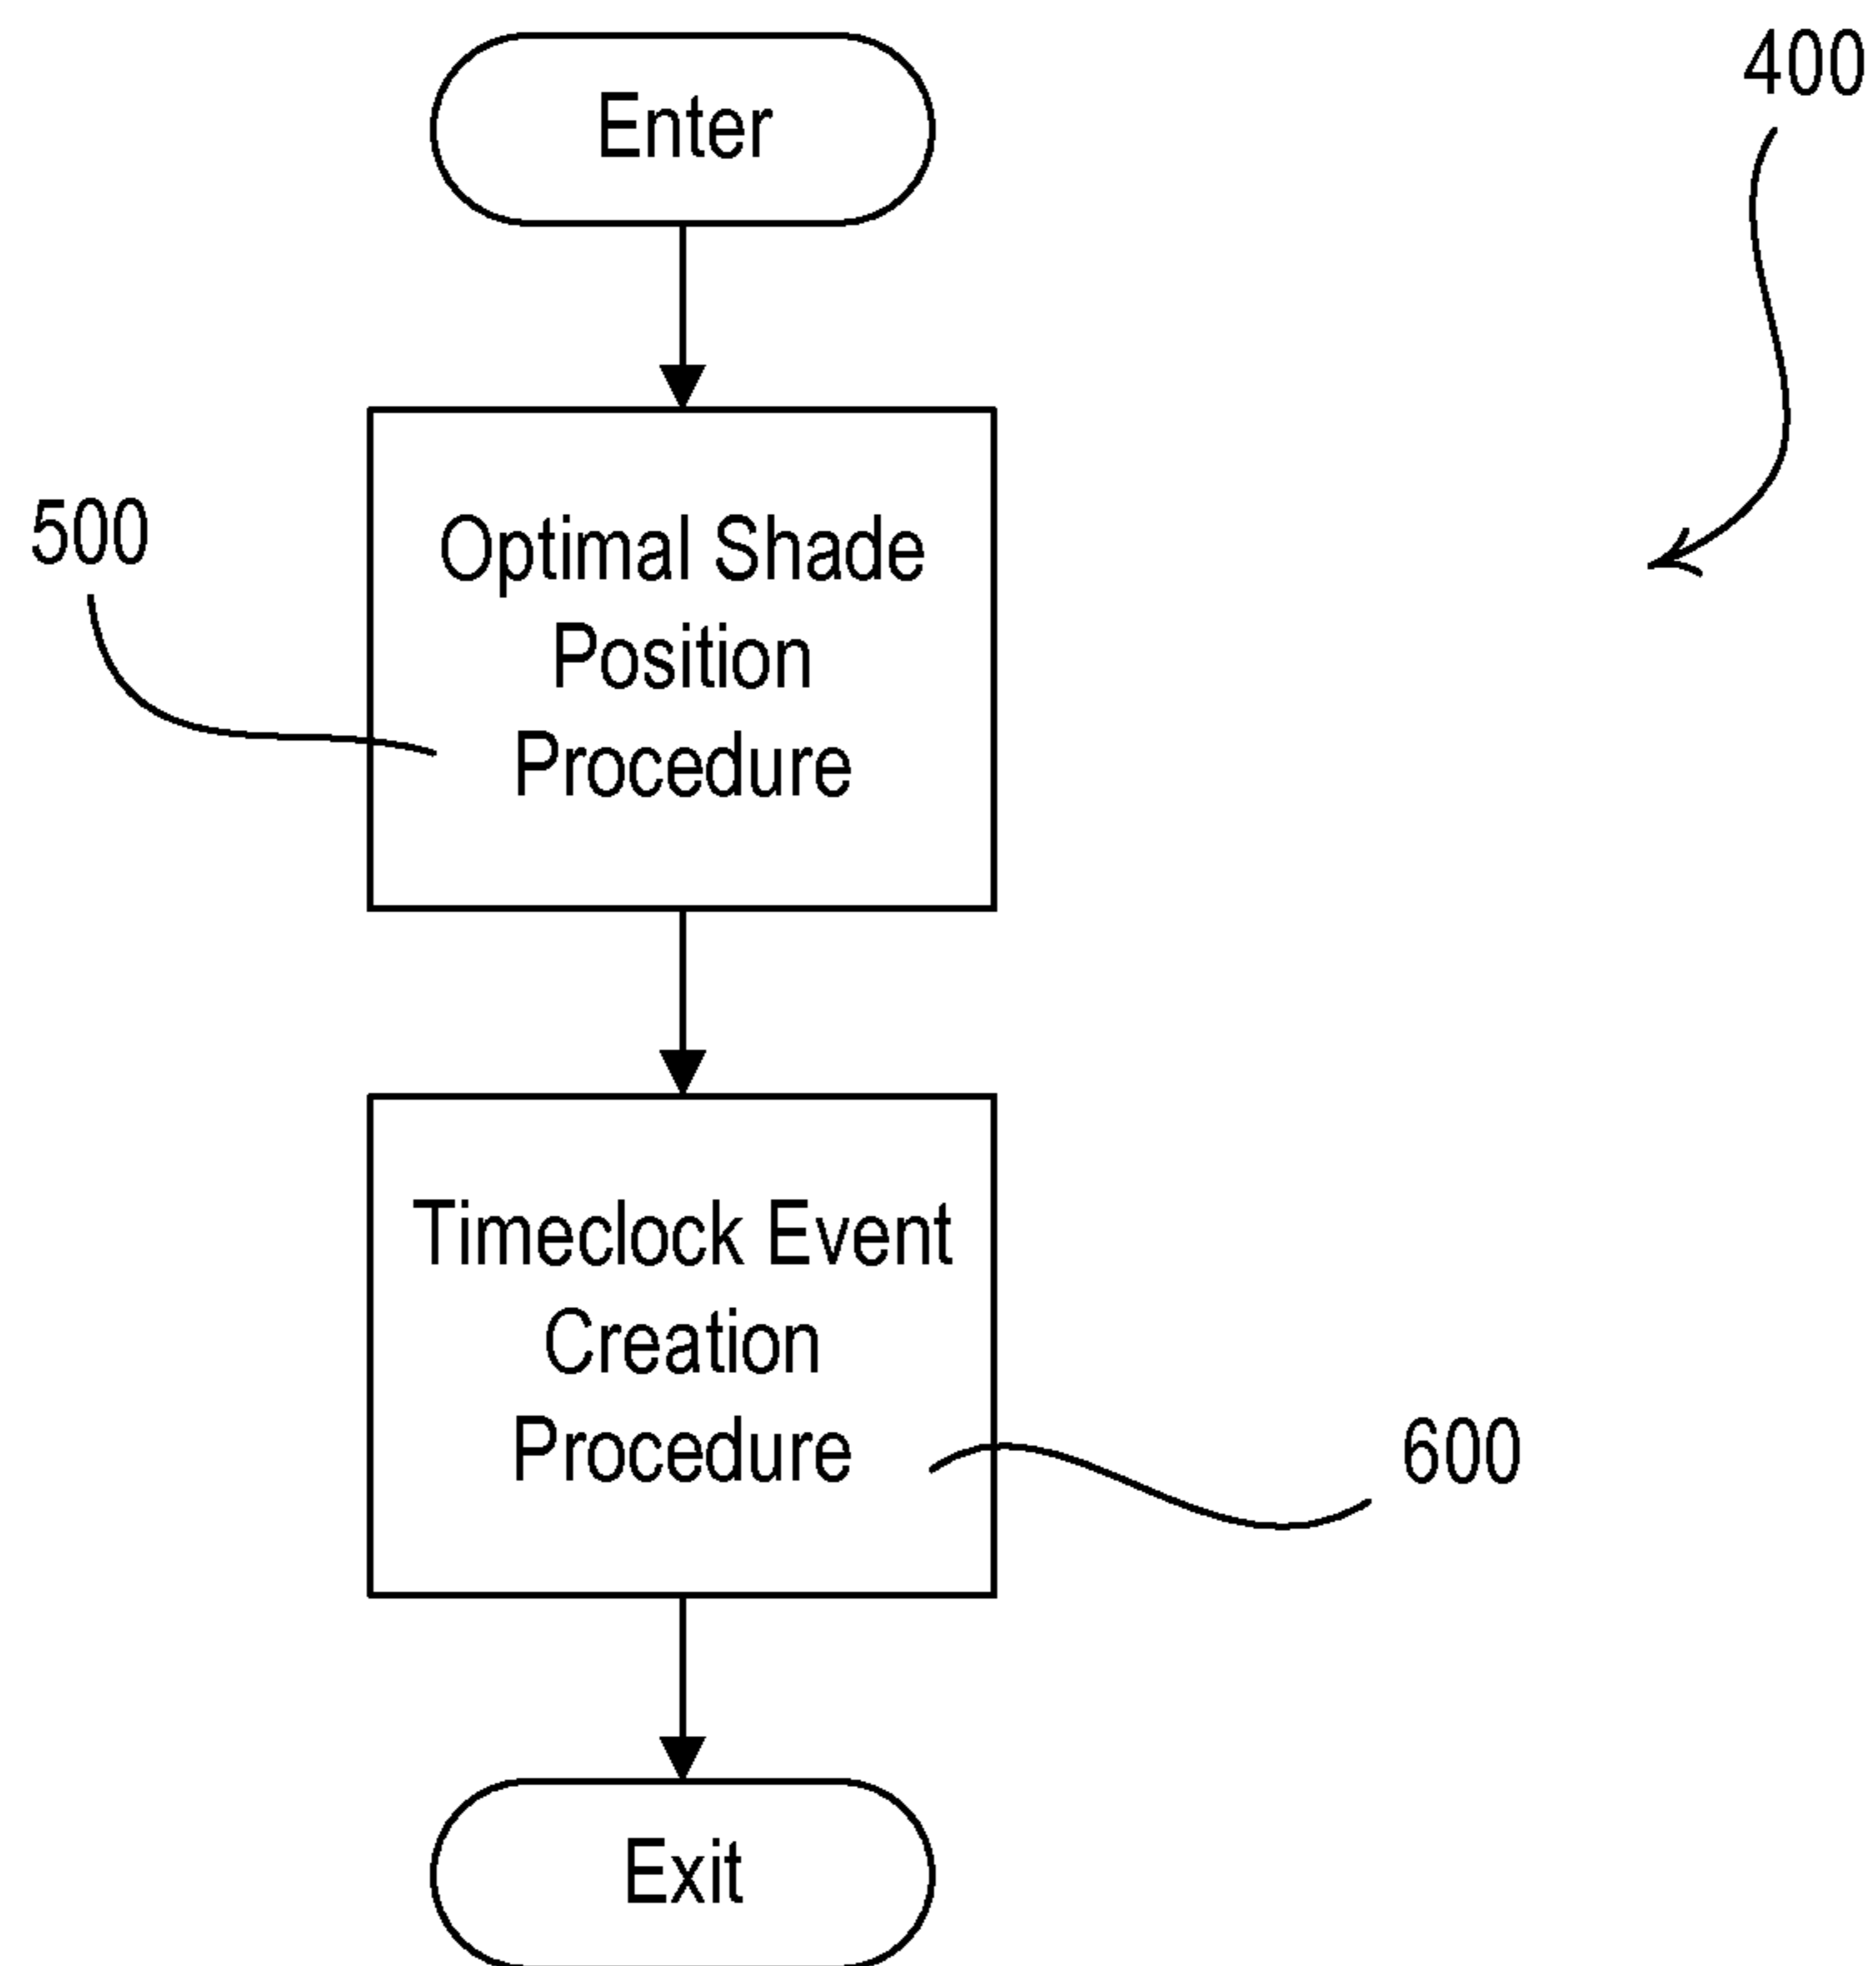 Enter
400
500
Optimal Shade
Position
Procedure
Timeclock Event
Creation
Procedure
600
Exit